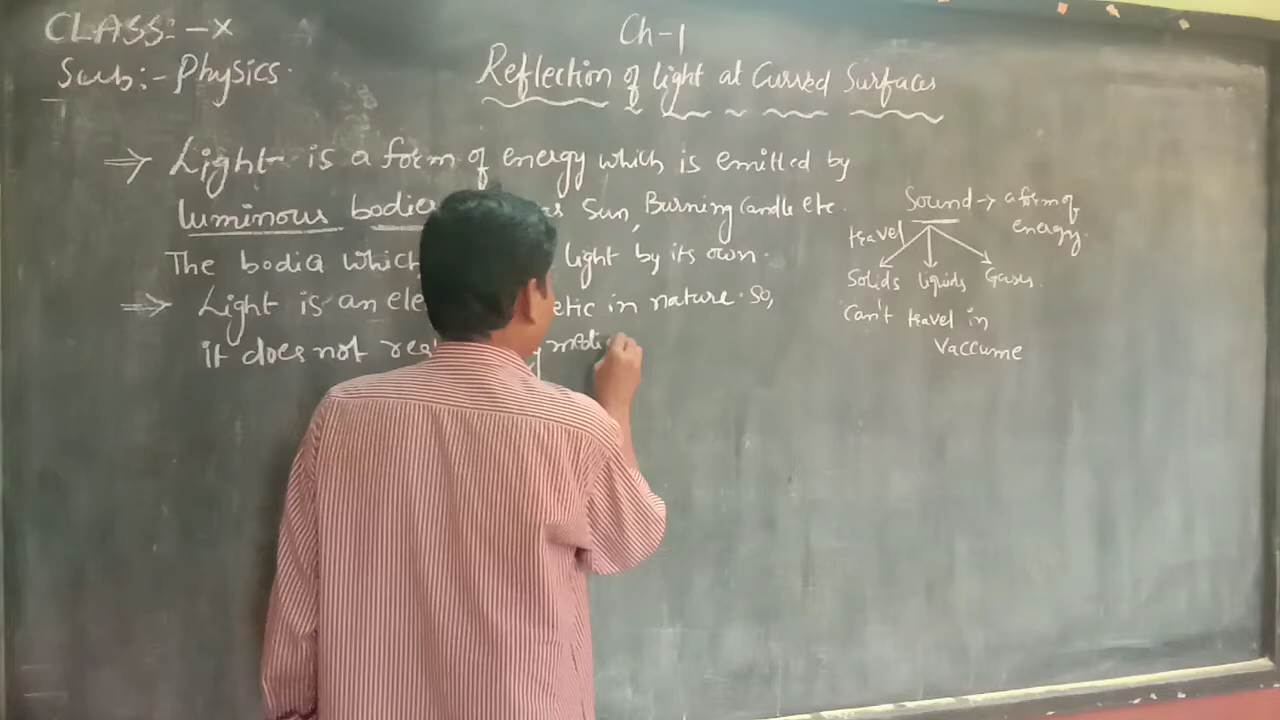 CLASS:-X
Sub:- Physics.
Ch-1
Reflection of light at Curved Surfaces
⇒ Light is a form of energy which is emitted by
luminous bodies Sun, Burning Candle etc.
The bodies which light by its own.
⇒ Light is an ele etic in nature. So,
it does not medi
Sound → a form of
energy.
travel
Solids liquids Gases.
Can't travel in
Vaccume